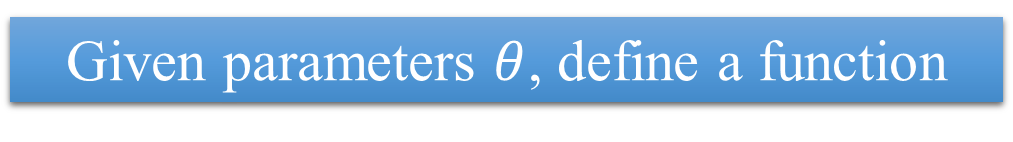 Given parameters θ, define a function